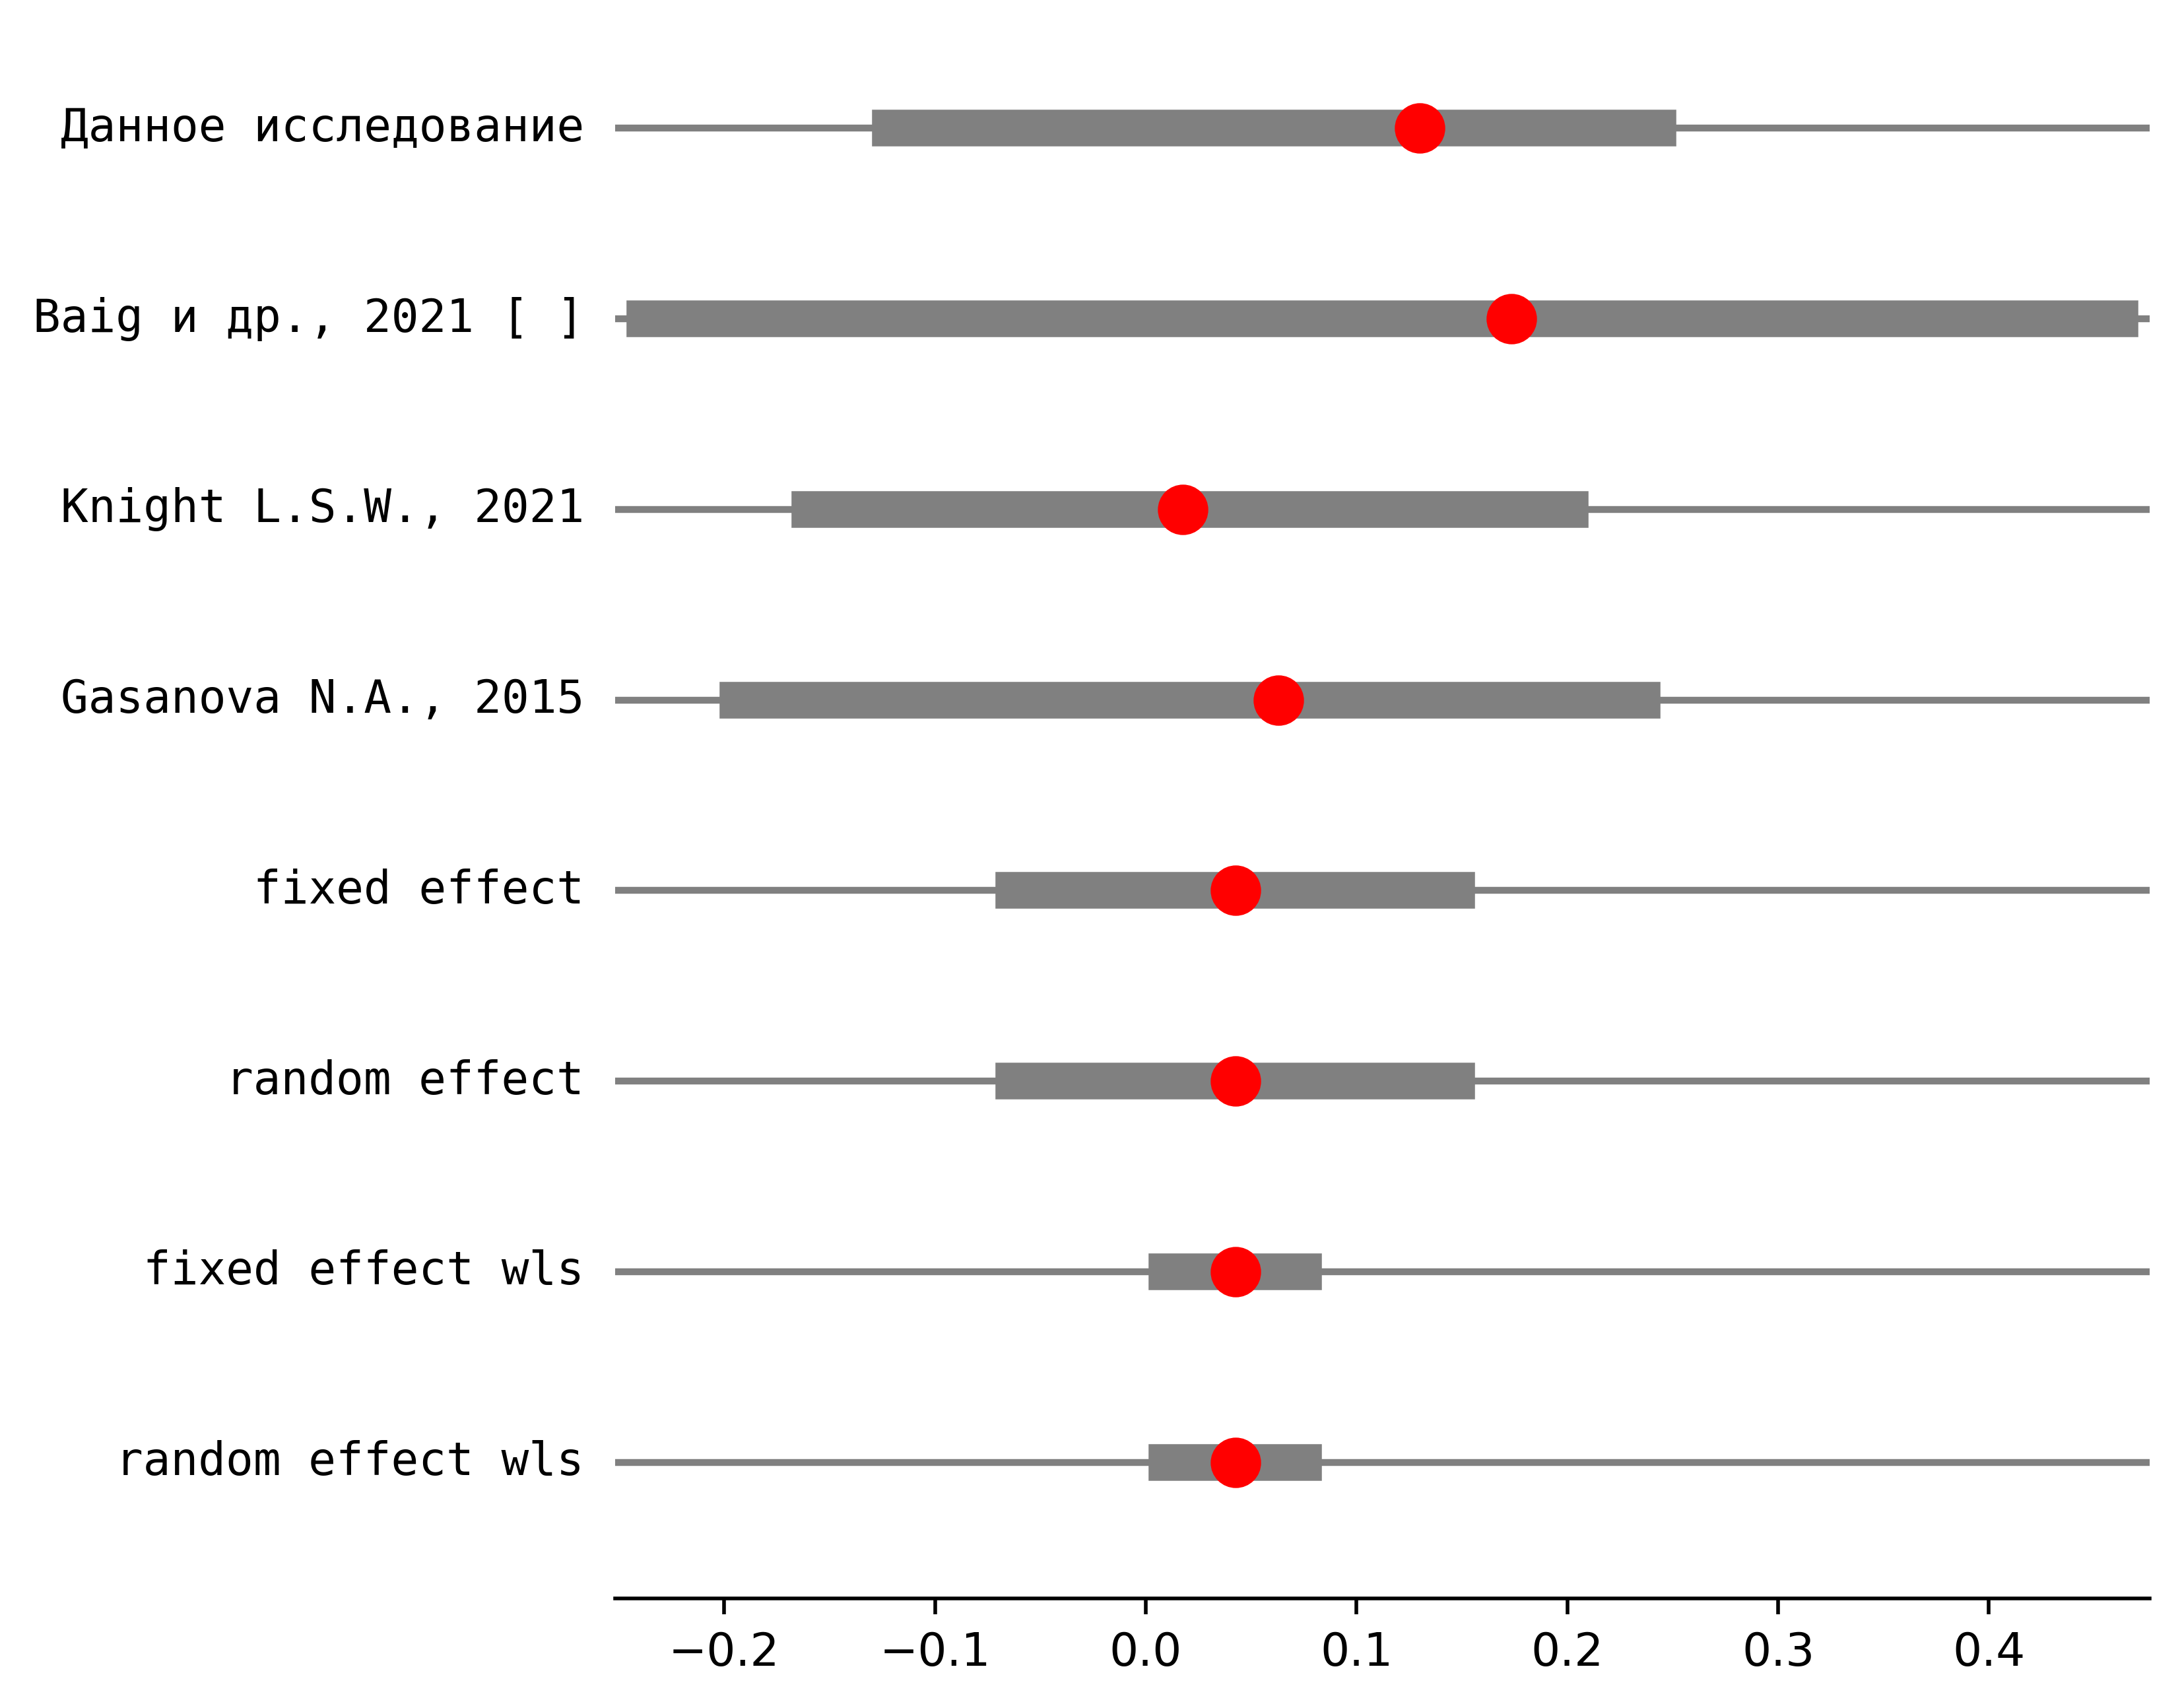 Данное исследование
Baig и др., 2021 [ ]
Knight L.S.W., 2021
Gasanova N.A., 2015
fixed effect
random effect
fixed effect wls
random effect wls
−0.2 −0.1 0.0 0.1 0.2 0.3 0.4